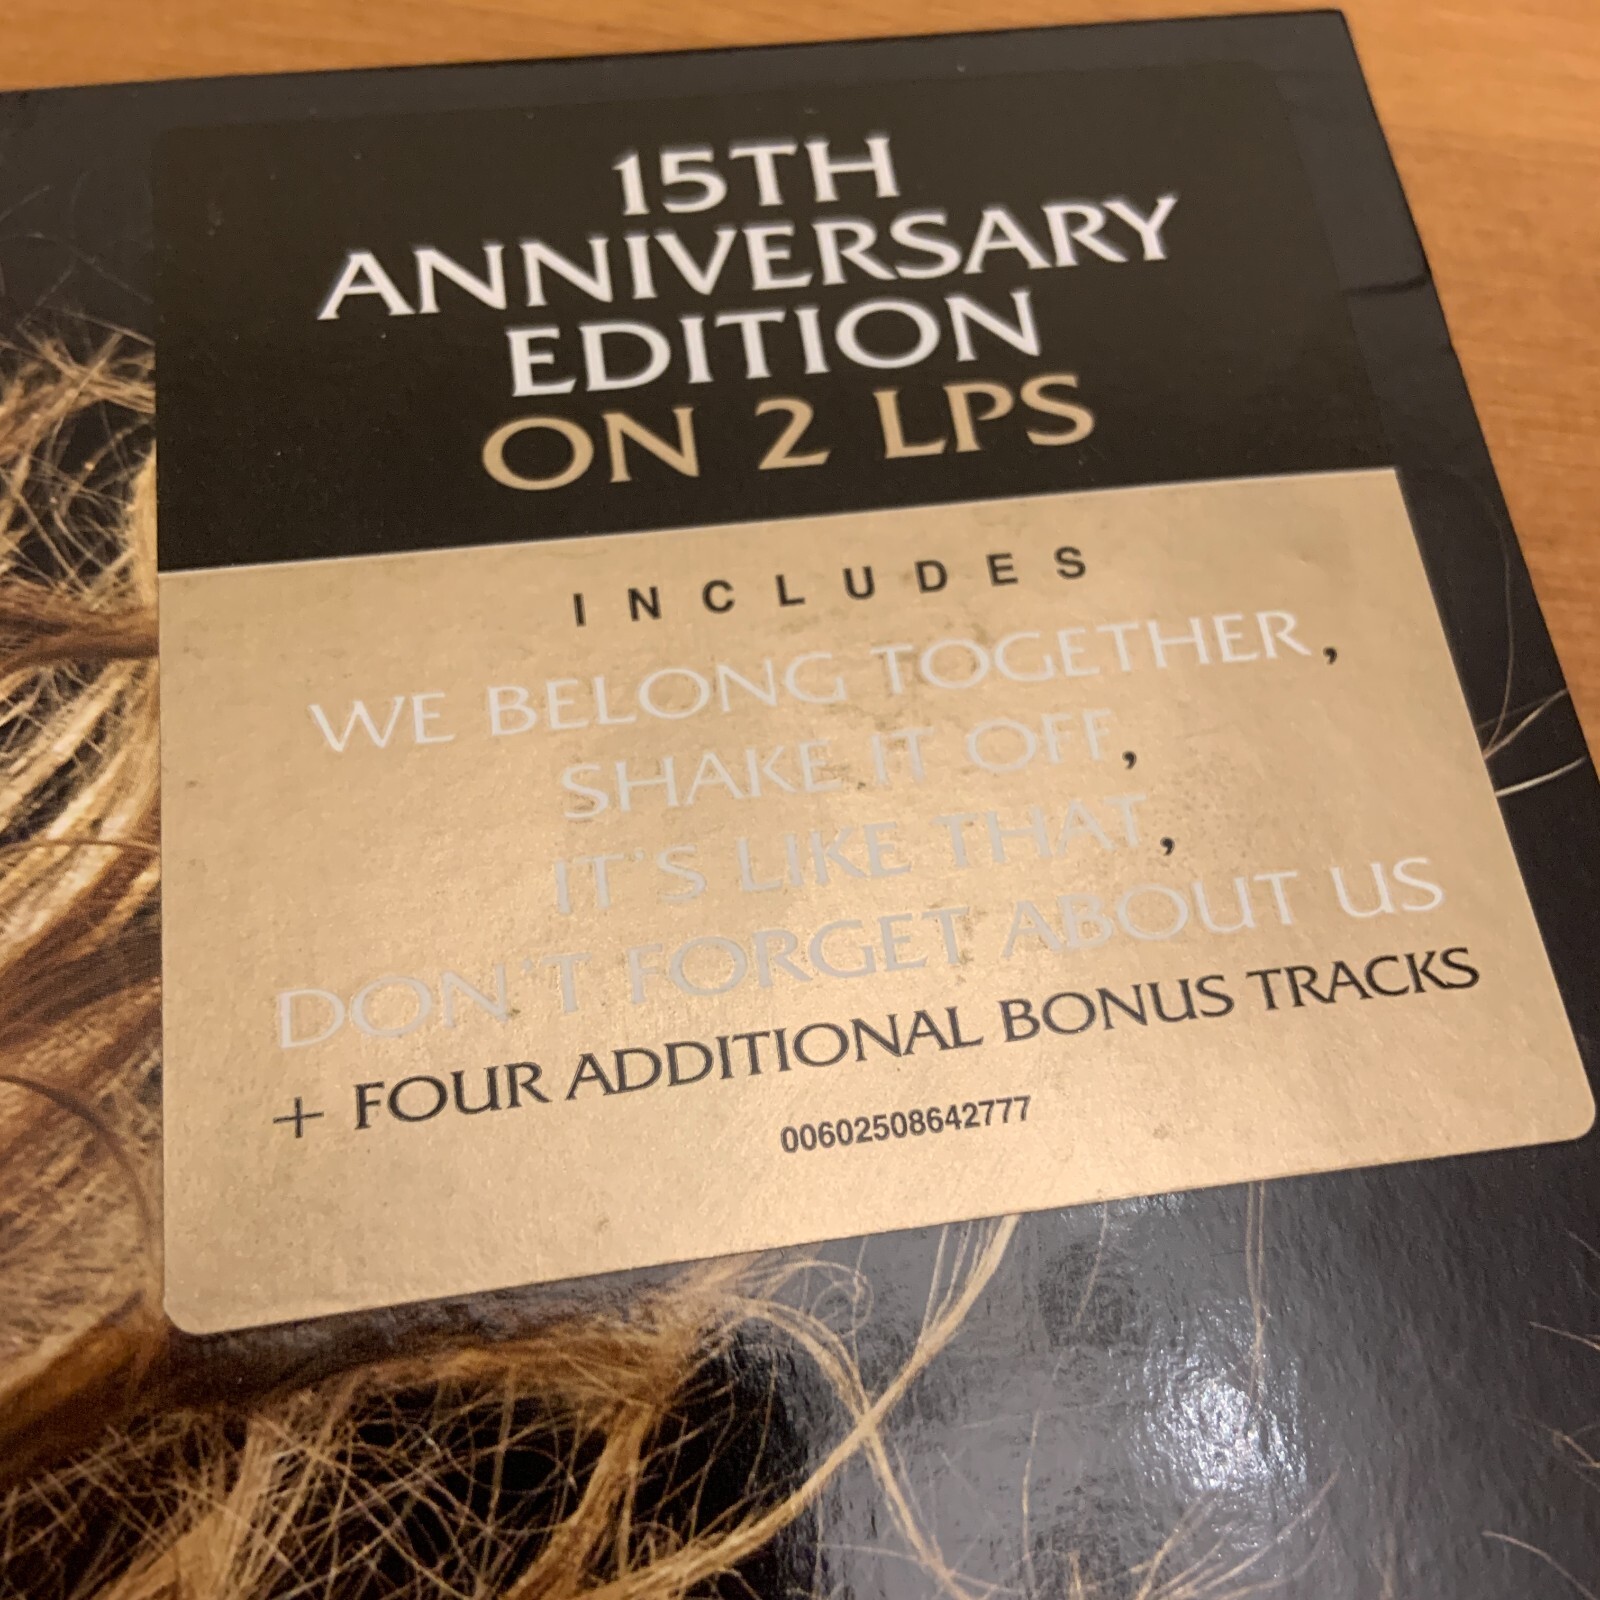 15TH
ANNIVERSARY
EDITION
ON 2 LPS
INCLUDES
WE BELONG TOGETHER,
SHAKE IT OFF,
IT'S LIKE THAT,
DON'T FORGET ABOUT US
+ FOUR ADDITIONAL BONUS TRACKS
00602508642777